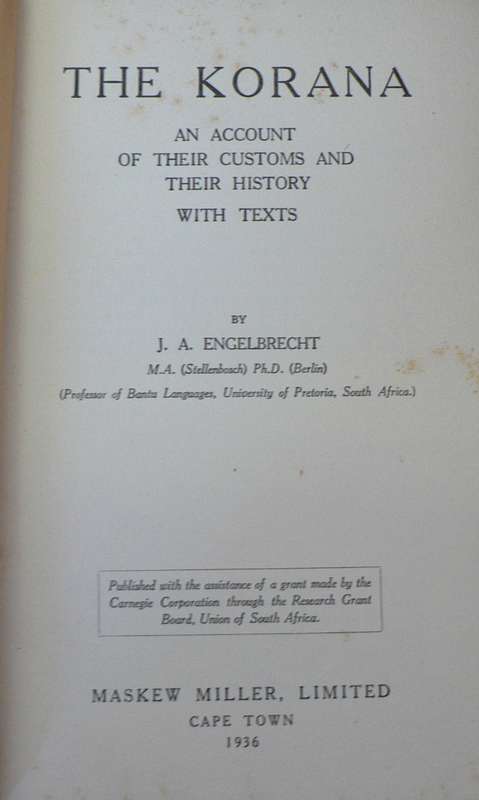 THE KORANA
AN ACCOUNT
OF THEIR CUSTOMS AND
THEIR HISTORY
WITH TEXTS
BY
J. A. ENGELBRECHT
M.A. (Stellenbosch) Ph.D. (Berlin)
(Professor of Bantu Languages, University of Pretoria, South Africa.)
Published with the assistance of a grant made by the
Carnegie Corporation through the Research Grant
Board, Union of South Africa.
MASKEW MILLER, LIMITED
CAPE TOWN
1936